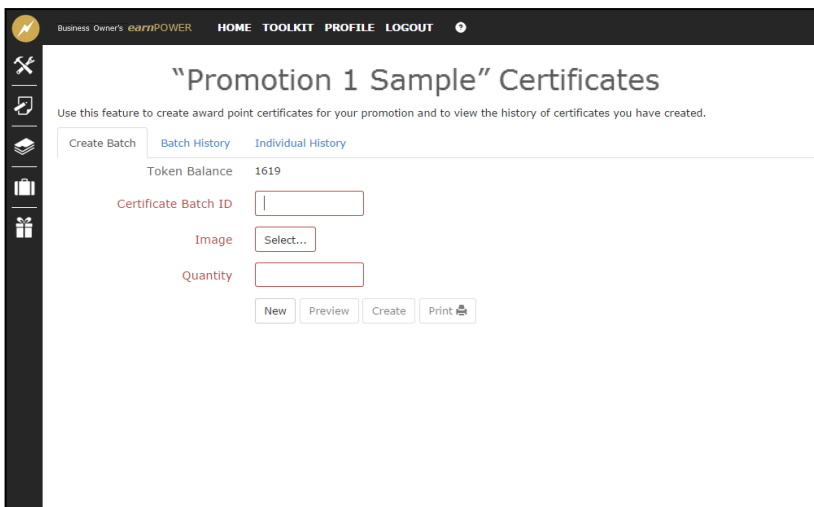 Business Owner's earnPOWER HOME TOOLKIT PROFILE LOGOUT ?
"Promotion 1 Sample" Certificates
Use this feature to create award point certificates for your promotion and to view the history of certificates you have created.
Create Batch Batch History Individual History
Token Balance 1619
Certificate Batch ID
Image Select...
Quantity
New Preview Create Print